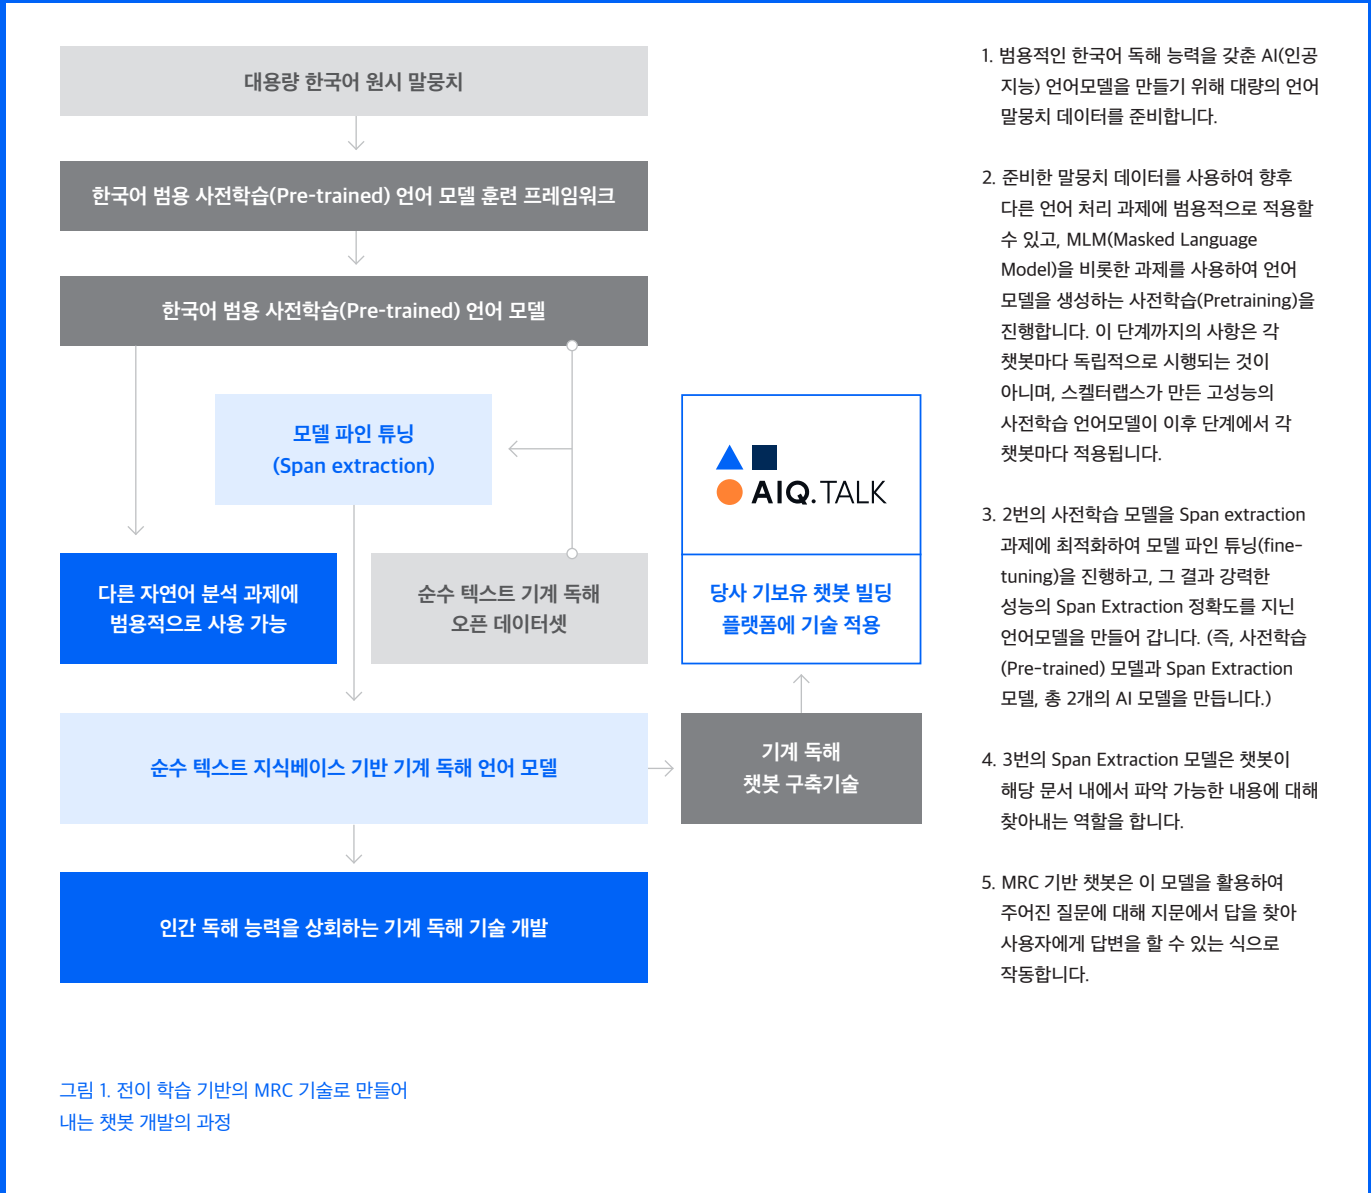 대용량 한국어 원시 말뭉치
한국어 범용 사전학습(Pre-trained) 언어 모델 훈련 프레임워크
한국어 범용 사전학습(Pre-trained) 언어 모델
모델 파인 튜닝
(Span extraction)
다른 자연어 분석 과제에
범용적으로 사용 가능
순수 텍스트 기계 독해
오픈 데이터셋
AIQ.TALK
당사 기보유 챗봇 빌딩
플랫폼에 기술 적용
순수 텍스트 지식베이스 기반 기계 독해 언어 모델
기계 독해
챗봇 구축기술
인간 독해 능력을 상회하는 기계 독해 기술 개발
그림 1. 전이 학습 기반의 MRC 기술로 만들어
내는 챗봇 개발의 과정
1. 범용적인 한국어 독해 능력을 갖춘 AI(인공
지능) 언어모델을 만들기 위해 대량의 언어
말뭉치 데이터를 준비합니다.
2. 준비한 말뭉치 데이터를 사용하여 향후
다른 언어 처리 과제에 범용적으로 적용할
수 있고, MLM(Masked Language
Model)을 비롯한 과제를 사용하여 언어
모델을 생성하는 사전학습(Pretraining)을
진행합니다. 이 단계까지의 사항은 각
챗봇마다 독립적으로 시행되는 것이
아니며, 스켈터랩스가 만든 고성능의
사전학습 언어모델이 이후 단계에서 각
챗봇마다 적용됩니다.
3. 2번의 사전학습 모델을 Span extraction
과제에 최적화하여 모델 파인 튜닝(fine-
tuning)을 진행하고, 그 결과 강력한
성능의 Span Extraction 정확도를 지닌
언어모델을 만들어 갑니다. (즉, 사전학습
(Pre-trained) 모델과 Span Extraction
모델, 총 2개의 AI 모델을 만듭니다.)
4. 3번의 Span Extraction 모델은 챗봇이
해당 문서 내에서 파악 가능한 내용에 대해
찾아내는 역할을 합니다.
5. MRC 기반 챗봇은 이 모델을 활용하여
주어진 질문에 대해 지문에서 답을 찾아
사용자에게 답변을 할 수 있는 식으로
작동합니다.